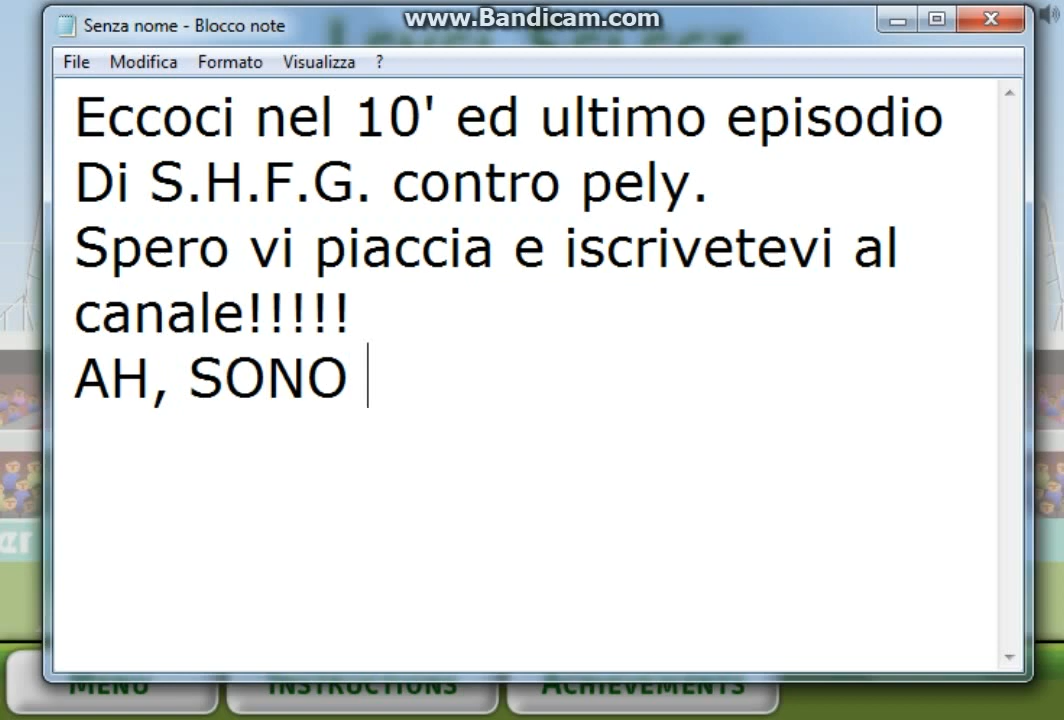 www.Bandicam.com
Senza nome - Blocco note
File Modifica Formato Visualizza ?
Eccoci nel 10' ed ultimo episodio
Di S.H.F.G. contro pely.
Spero vi piaccia e iscrivetevi al
canale!!!!!
AH, SONO
MENU INSTRUCTIONS ACHIEVEMENTS